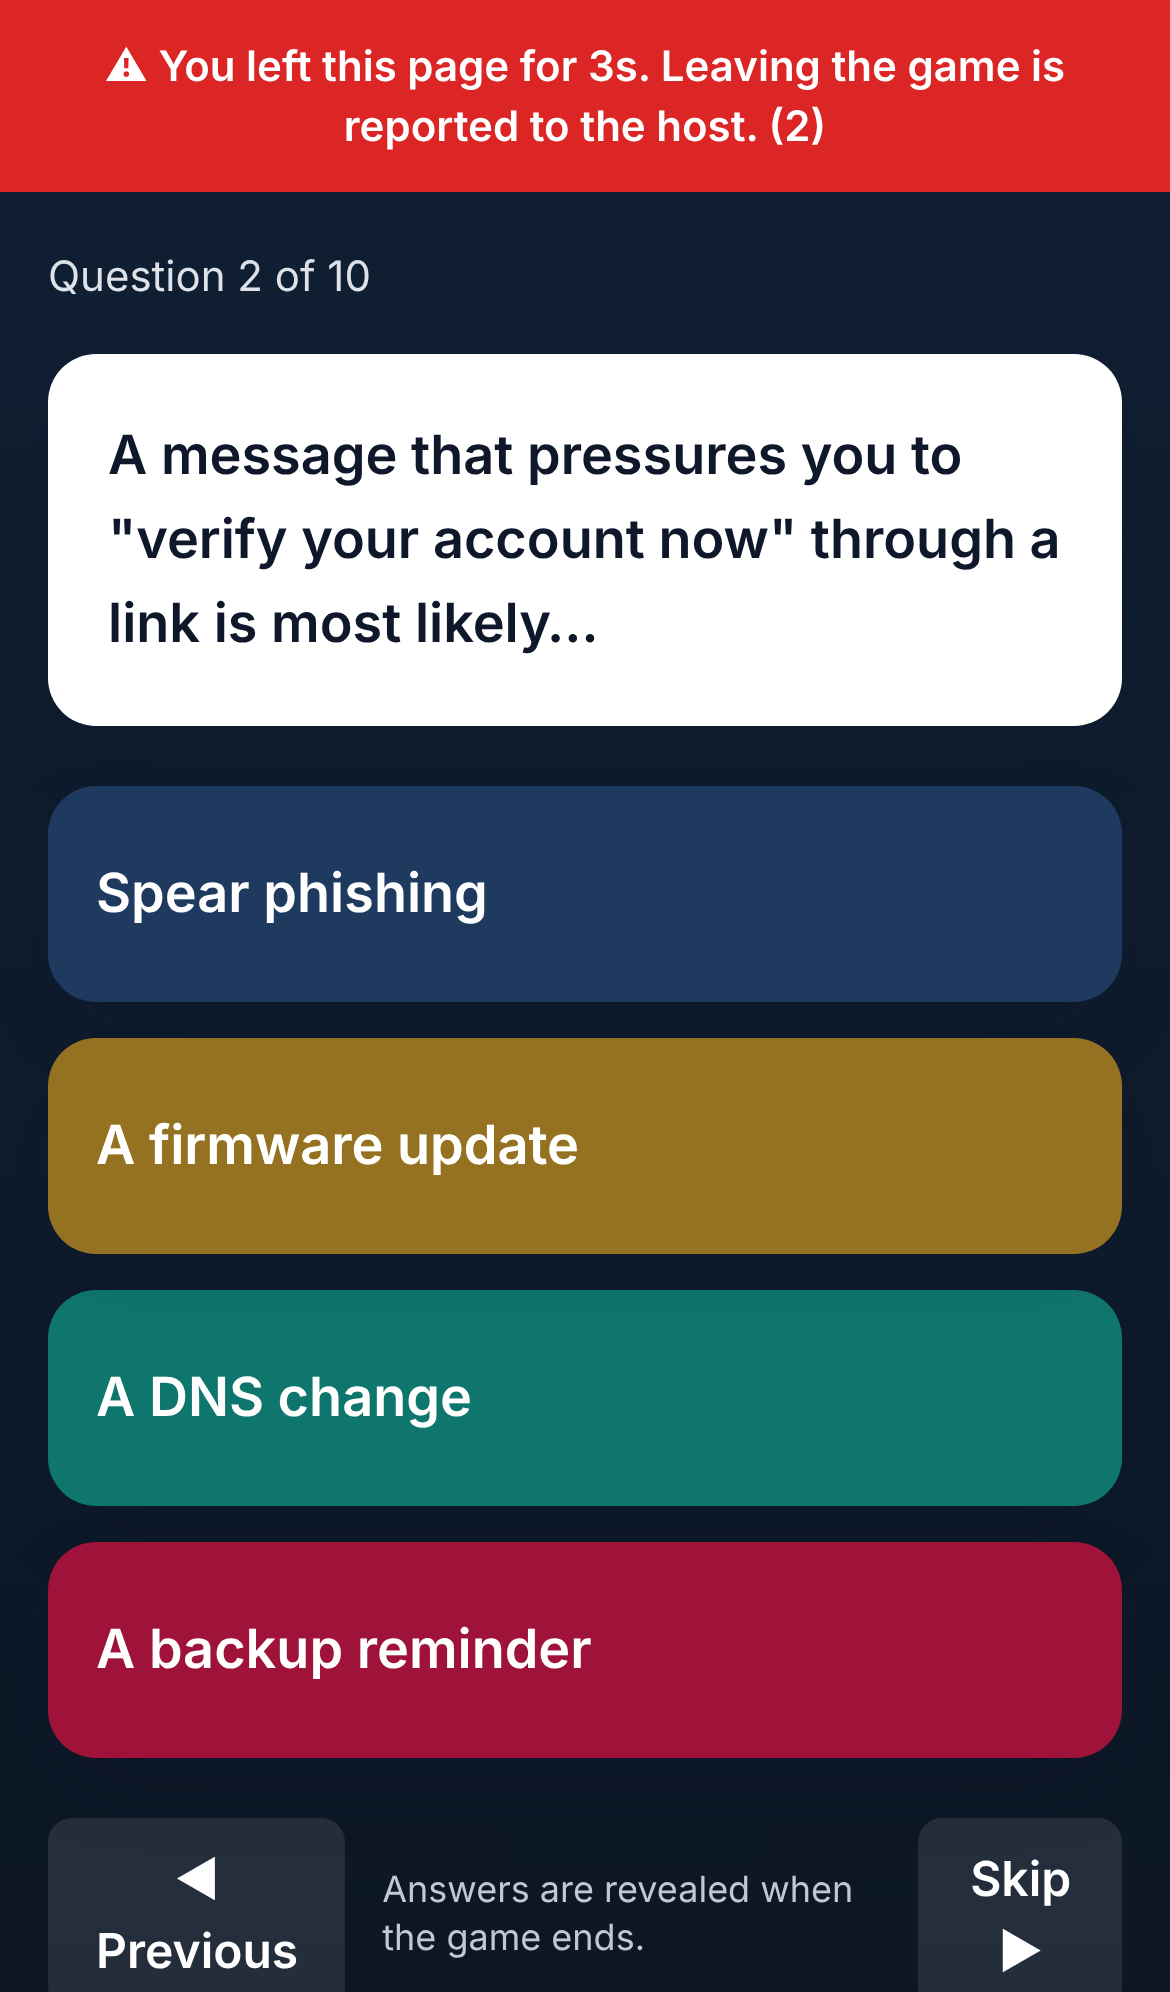 ⚠ You left this page for 3s. Leaving the game is
reported to the host. (2)
Question 2 of 10
A message that pressures you to
"verify your account now" through a
link is most likely...
Spear phishing
A firmware update
A DNS change
A backup reminder
◀
Previous
Answers are revealed when
the game ends.
Skip
▶